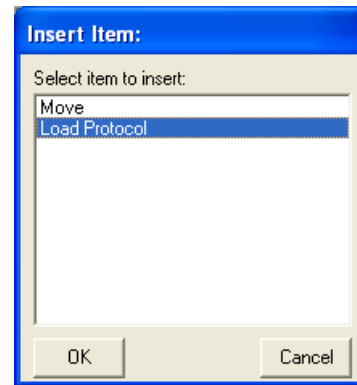 Insert Item:
Select item to insert:
Move
Load Protocol
OK Cancel